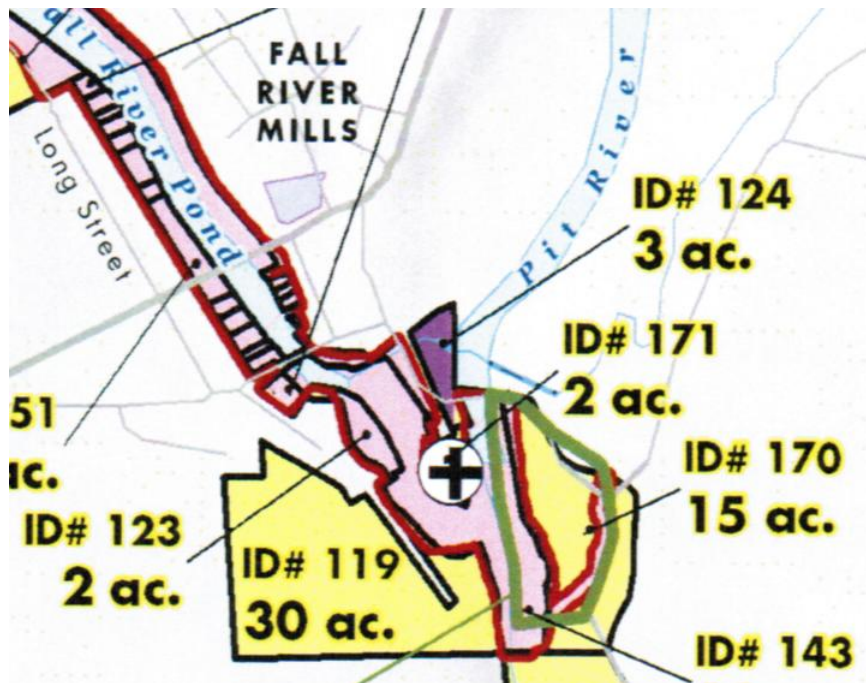 all River Pond
FALL
RIVER
MILLS
Long Street
Pit River
ID# 124
3 ac.
ID# 171
2 ac.
51
ac.
ID# 170
15 ac.
ID# 123
2 ac.
ID# 119
30 ac.
ID# 143